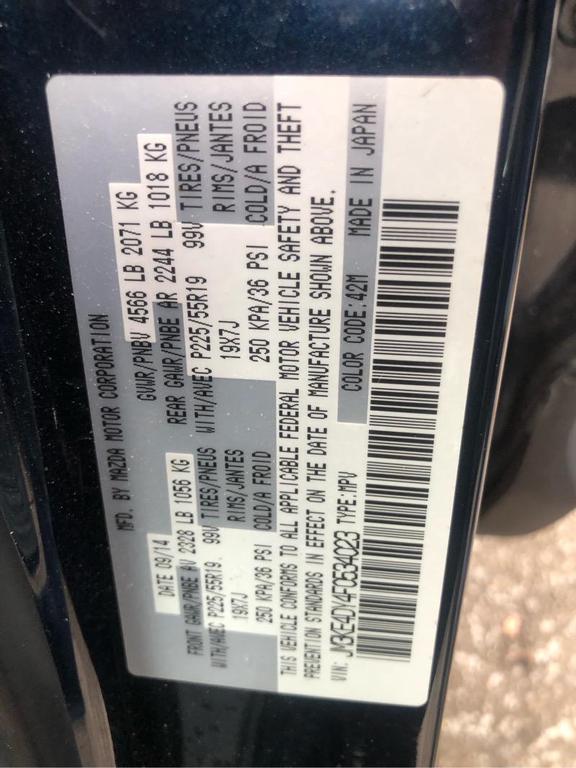 MFD. BY MAZDA MOTOR CORPORATION
DATE 09/14 GVWR/PNBV 4566 LB 2071 KG
FRONT GAWR/PNBE AV 2328 LB 1056 KG REAR GAWR/PNBE AR 2244 LB 1018 KG
WITH/AVEC P225/55R19 99V TIRES/PNEUS WITH/AVEC P225/55R19 99V TIRES/PNEUS
19X7J RIMS/JANTES 19X7J RIMS/JANTES
250 KPA/36 PSI COLD/A FROID 250 KPA/36 PSI COLD/A FROID
THIS VEHICLE CONFORMS TO ALL APPLICABLE FEDERAL MOTOR VEHICLE SAFETY AND THEFT
PREVENTION STANDARDS IN EFFECT ON THE DATE OF MANUFACTURE SHOWN ABOVE.
VIN: JM3KE4DY4F0534023 TYPE:MPV COLOR CODE:42M MADE IN JAPAN